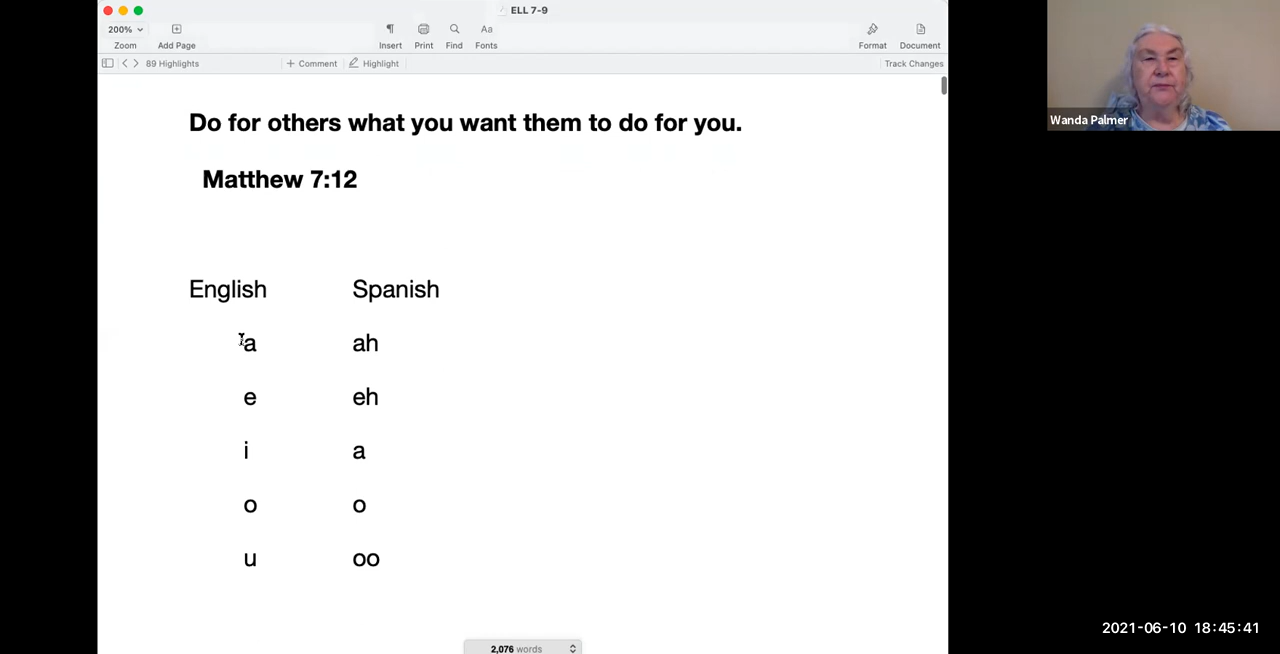 ELL 7-9
200%
Zoom
Add Page
Insert
Print
Find
Aa
Fonts
Format
Document
89 Highlights
+ Comment
Highlight
Track Changes
Do for others what you want them to do for you.
Matthew 7:12
English Spanish
a ah
e eh
i a
o o
u oo
2,076 words
Wanda Palmer
2021-06-10 18:45:41